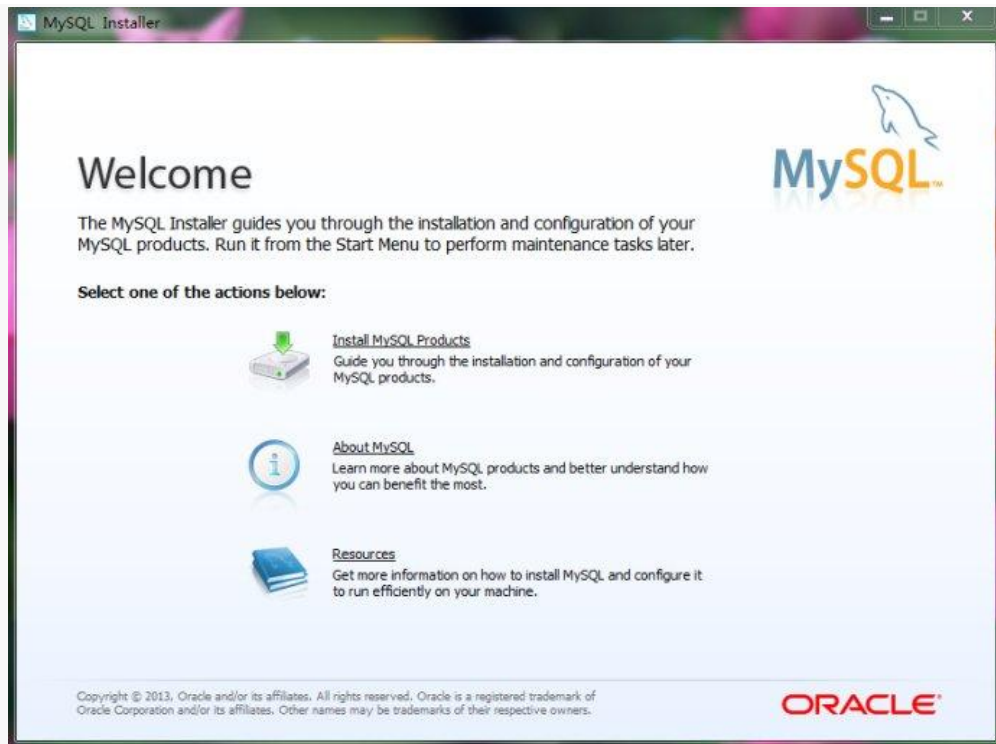 MySQL Installer
MySQL™
Welcome
The MySQL Installer guides you through the installation and configuration of your
MySQL products. Run it from the Start Menu to perform maintenance tasks later.
Select one of the actions below:
Install MySQL Products
Guide you through the installation and configuration of your
MySQL products.
About MySQL
Learn more about MySQL products and better understand how
you can benefit the most.
Resources
Get more information on how to install MySQL and configure it
to run efficiently on your machine.
Copyright © 2013, Oracle and/or its affiliates. All rights reserved. Oracle is a registered trademark of
Oracle Corporation and/or its affiliates. Other names may be trademarks of their respective owners.
ORACLE®